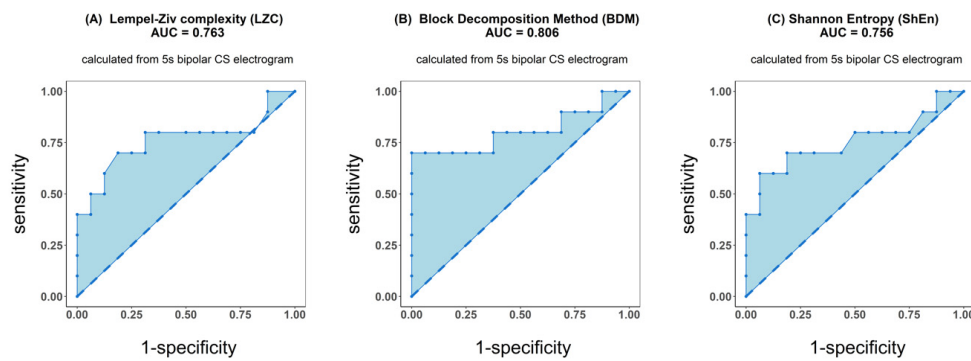 (A) Lempel-Ziv complexity (LZC)
AUC = 0.763
calculated from 5s bipolar CS electrogram
1.00
0.75
0.50
0.25
0.00
sensitivity
0.00 0.25 0.50 0.75 1.00
1-specificity
(B) Block Decomposition Method (BDM)
AUC = 0.806
calculated from 5s bipolar CS electrogram
1.00
0.75
0.50
0.25
0.00
sensitivity
0.00 0.25 0.50 0.75 1.00
1-specificity
(C) Shannon Entropy (ShEn)
AUC = 0.756
calculated from 5s bipolar CS electrogram
1.00
0.75
0.50
0.25
0.00
sensitivity
0.00 0.25 0.50 0.75 1.00
1-specificity